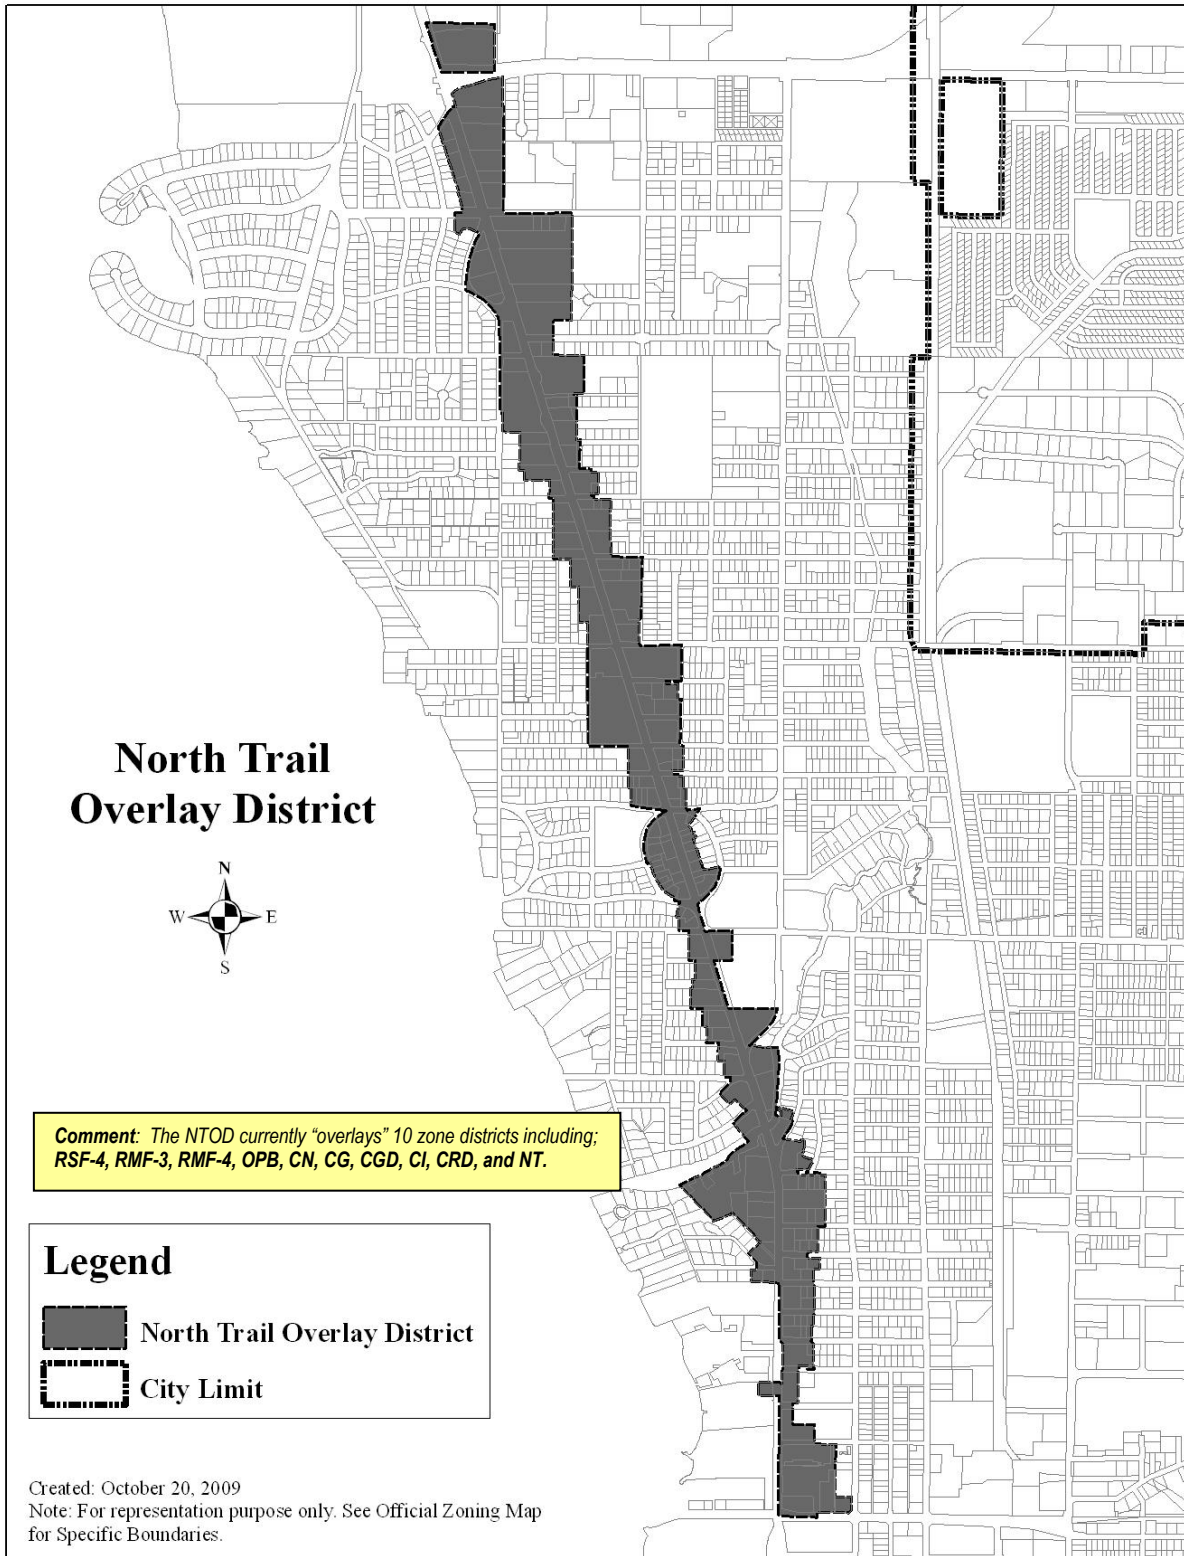 North Trail
Overlay District
N
W E
S
Comment: The NTOD currently “overlays” 10 zone districts including;
RSF-4, RMF-3, RMF-4, OPB, CN, CG, CGD, CI, CRD, and NT.
Legend
North Trail Overlay District
City Limit
Created: October 20, 2009
Note: For representation purpose only. See Official Zoning Map
for Specific Boundaries.